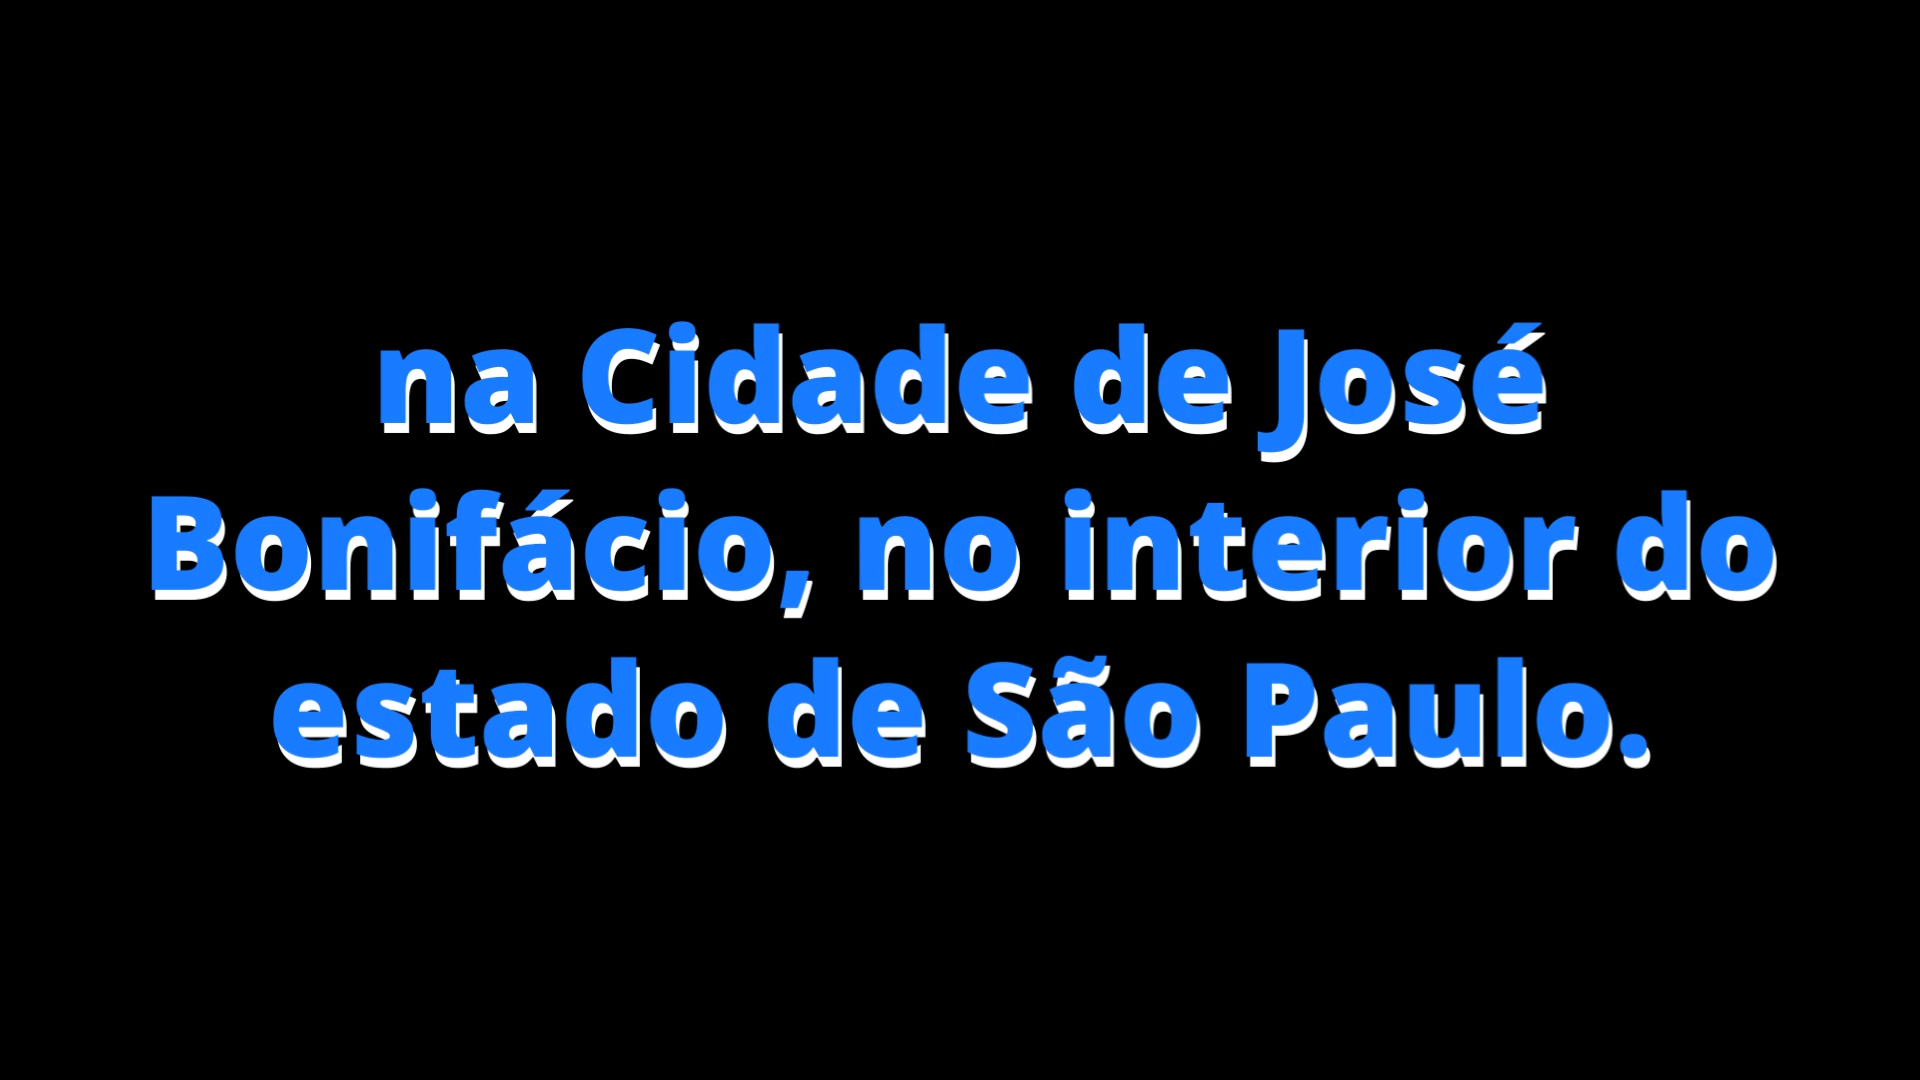 na Cidade de José
Bonifácio, no interior do
estado de São Paulo.